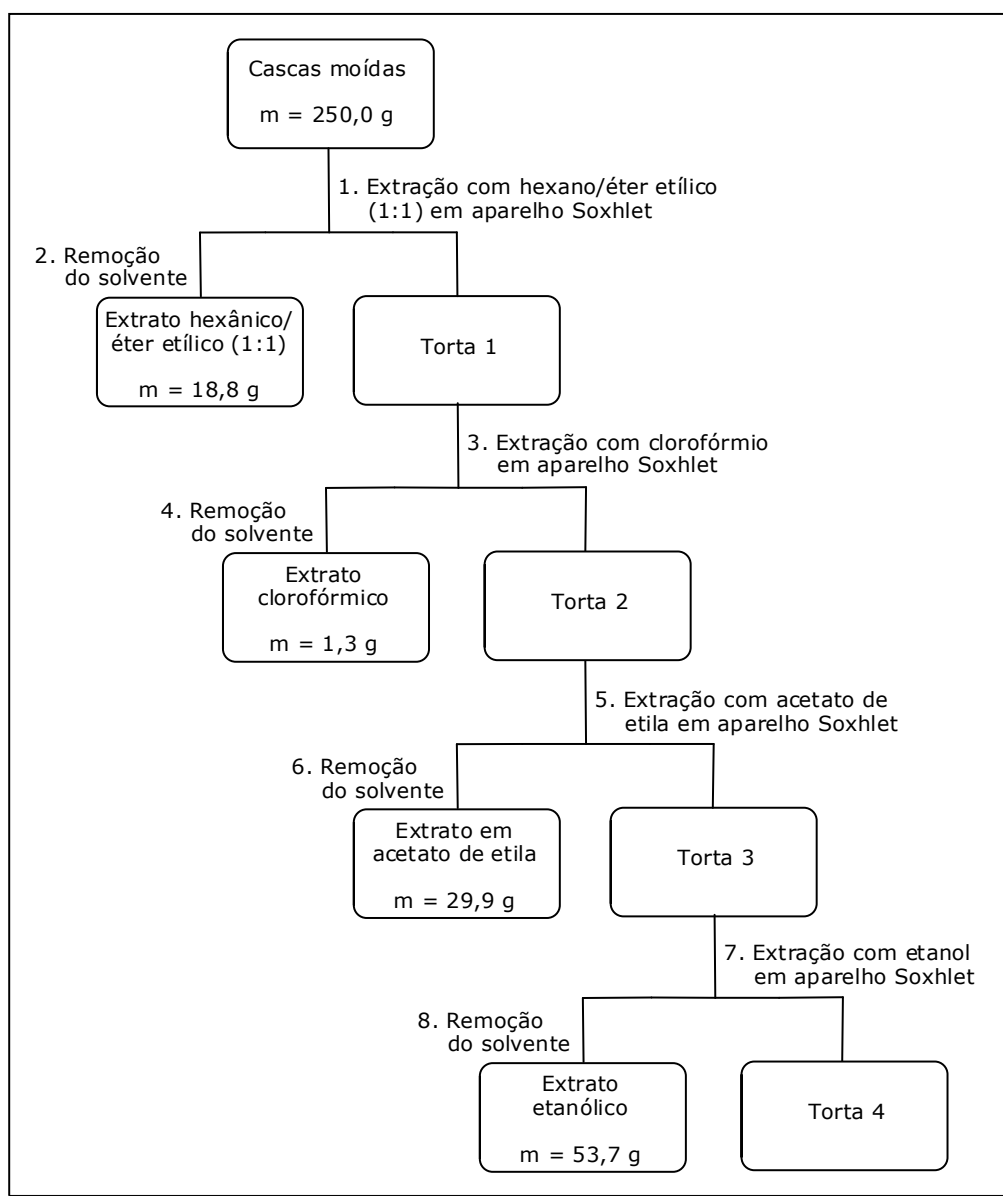 Cascas moídas
m = 250,0 g
1. Extração com hexano/éter etílico
(1:1) em aparelho Soxhlet
2. Remoção
do solvente
Extrato hexânico/
éter etílico (1:1)
m = 18,8 g
Torta 1
3. Extração com clorofórmio
em aparelho Soxhlet
4. Remoção
do solvente
Extrato
clorofórmico
m = 1,3 g
Torta 2
5. Extração com acetato de
etila em aparelho Soxhlet
6. Remoção
do solvente
Extrato em
acetato de etila
m = 29,9 g
Torta 3
7. Extração com etanol
em aparelho Soxhlet
8. Remoção
do solvente
Extrato
etanólico
m = 53,7 g
Torta 4